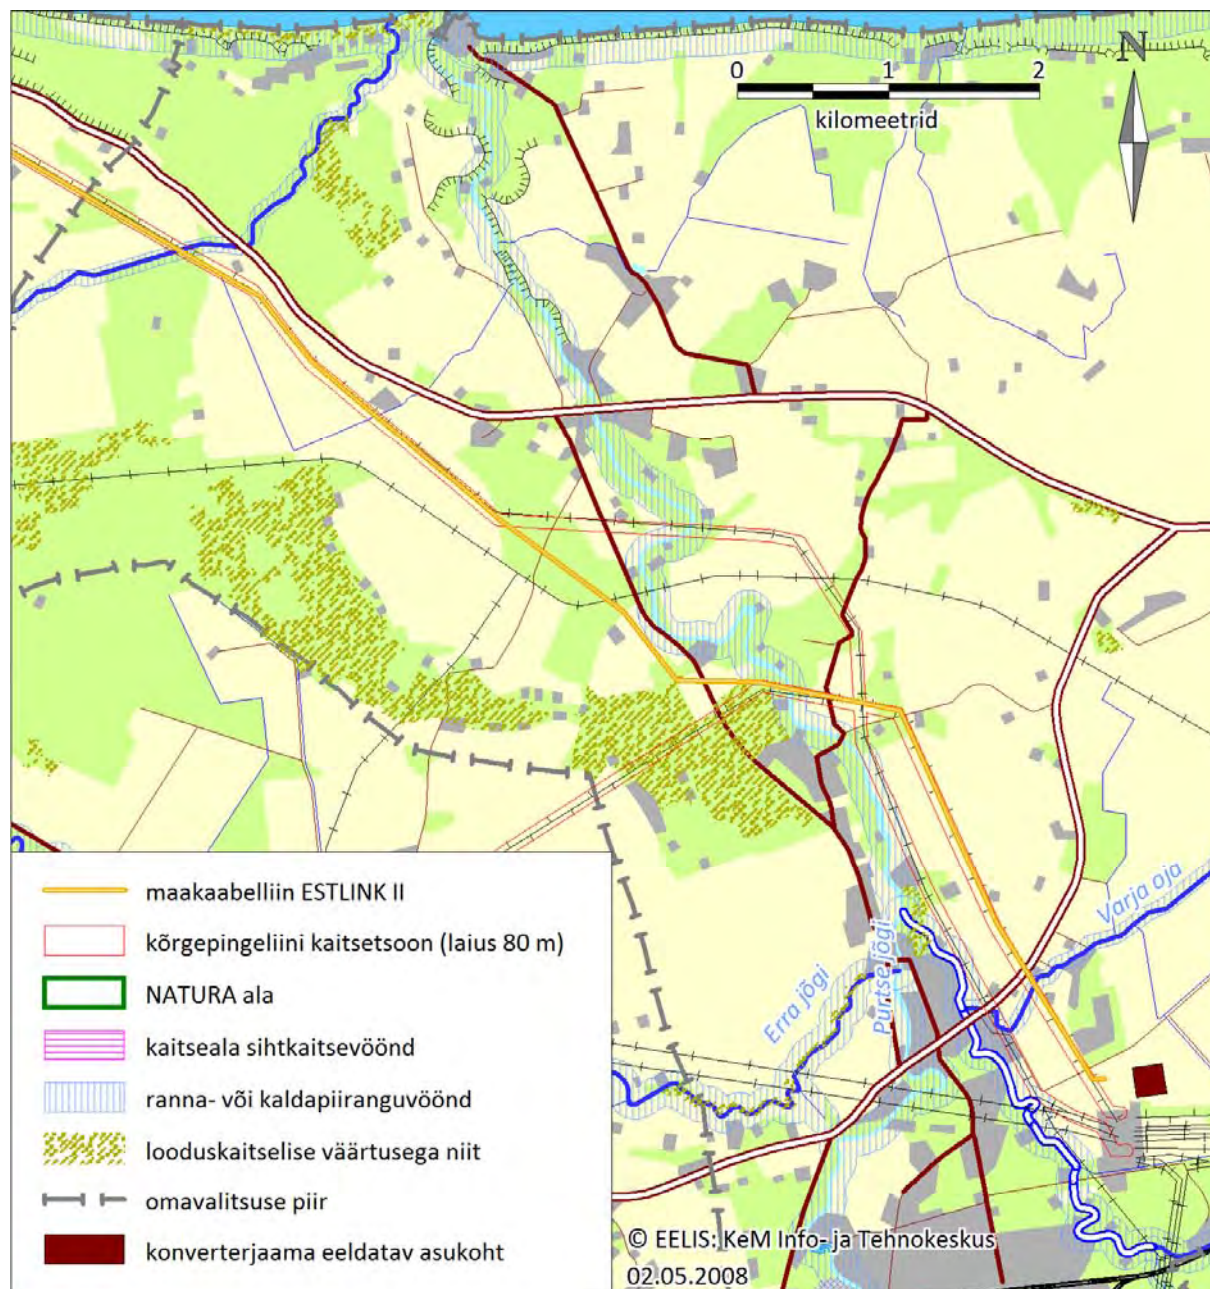 N
0 1 2
kilomeetrid
Varja oja
Erra jõgi
Purtse jõgi
maakaabelliin ESTLINK II
kõrgepingeliini kaitsetsoon (laius 80 m)
NATURA ala
kaitseala sihtkaitsevöönd
ranna- või kaldapiiranguvöönd
looduskaitselise väärtusega niit
omavalitsuse piir
konverterjaama eeldatav asukoht
© EELIS: KeM Info- ja Tehnokeskus
02.05.2008